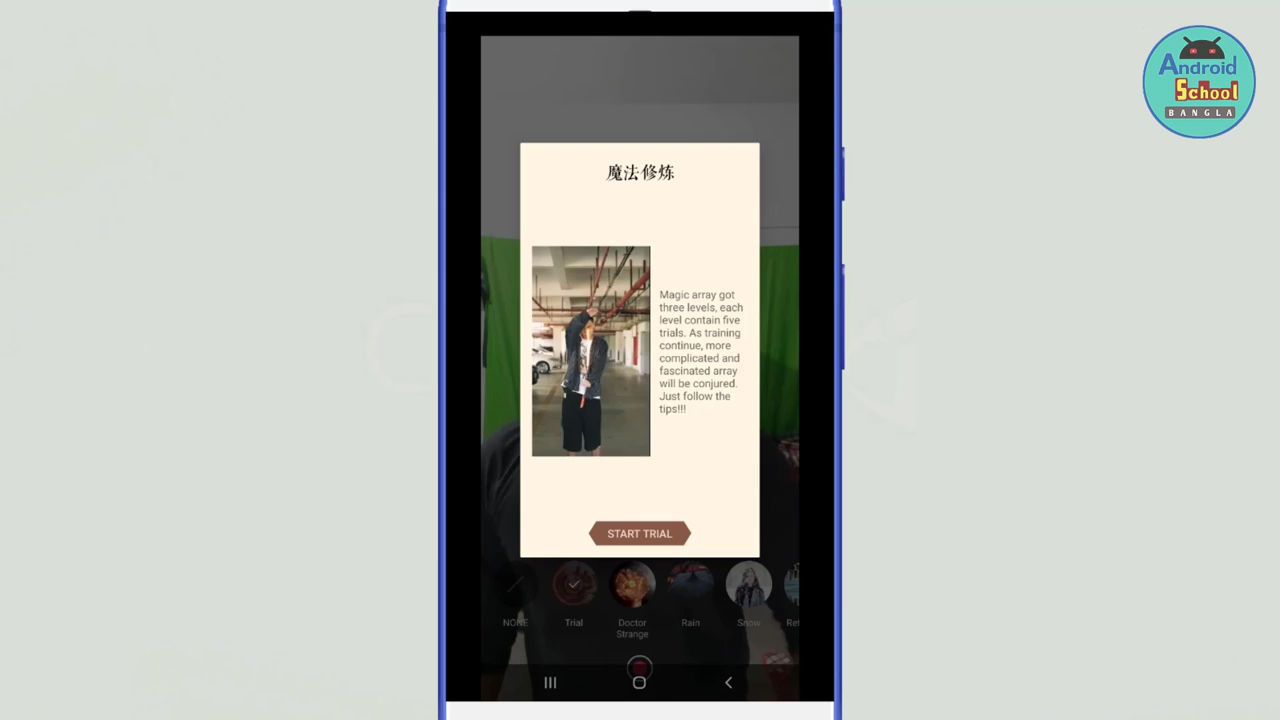 Android
School
BANGLA
魔法修炼
Magic array got
three levels, each
level contain five
trials. As training
continue, more
complicated and
fascinated array
will be conjured.
Just follow the
tips!!!
START TRIAL
NONE
Trial
Doctor
Strange
Rain
Snow